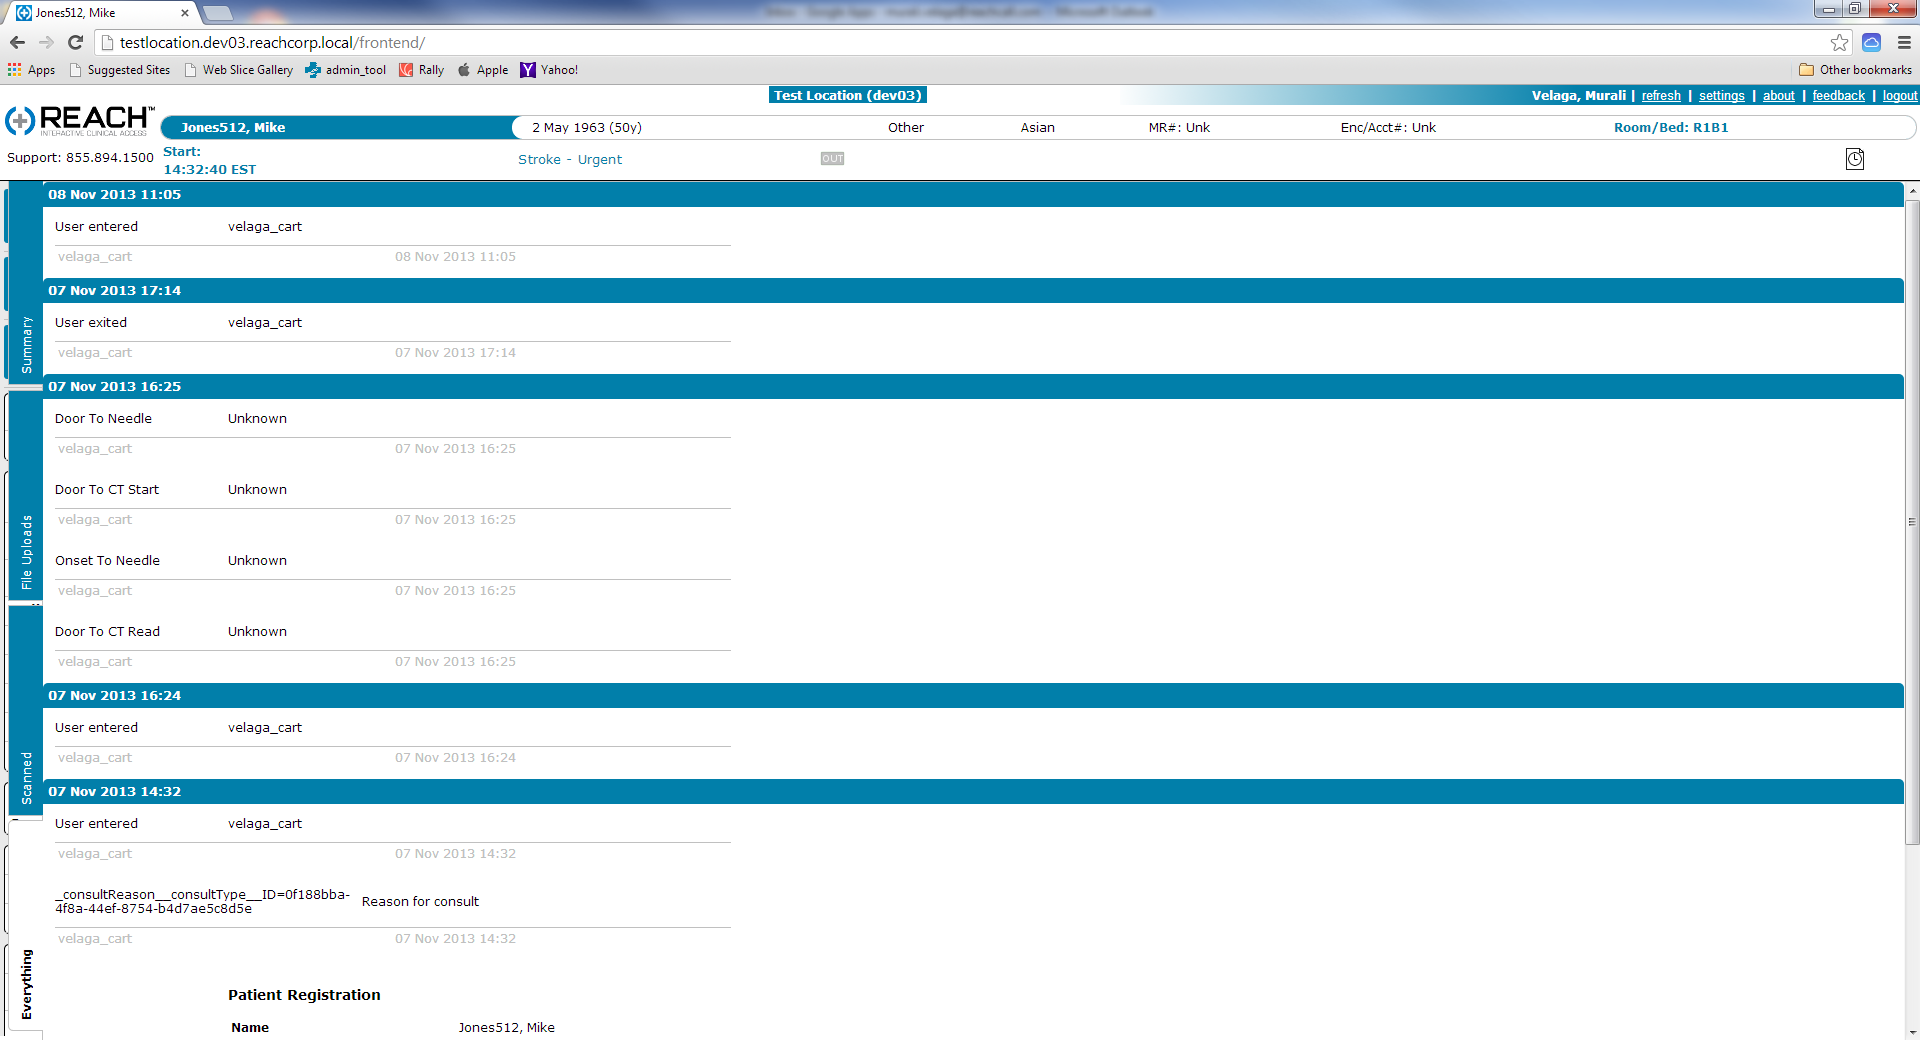 Jones512, Mike
testlocation.dev03.reachcorp.local/frontend/
Apps Suggested Sites Web Slice Gallery admin_tool Rally Apple Yahoo! Other bookmarks
Test Location (dev03) Velaga, Murali | refresh | settings | about | feedback | logout
REACH™
INTERACTIVE CLINICAL ACCESS
Jones512, Mike 2 May 1963 (50y) Other Asian MR#: Unk Enc/Acct#: Unk Room/Bed: R1B1
Support: 855.894.1500 Start:
14:32:40 EST
Stroke - Urgent OUT
08 Nov 2013 11:05
User entered velaga_cart
velaga_cart 08 Nov 2013 11:05
07 Nov 2013 17:14
User exited velaga_cart
velaga_cart 07 Nov 2013 17:14
Summary
07 Nov 2013 16:25
Door To Needle Unknown
velaga_cart 07 Nov 2013 16:25
Door To CT Start Unknown
velaga_cart 07 Nov 2013 16:25
Onset To Needle Unknown
velaga_cart 07 Nov 2013 16:25
File Uploads
Door To CT Read Unknown
velaga_cart 07 Nov 2013 16:25
07 Nov 2013 16:24
User entered velaga_cart
velaga_cart 07 Nov 2013 16:24
Scanned
07 Nov 2013 14:32
User entered velaga_cart
velaga_cart 07 Nov 2013 14:32
_consultReason__consultType__ID=0f188bba-
4f8a-44ef-8754-b4d7ae5c8d5e Reason for consult
velaga_cart 07 Nov 2013 14:32
Everything
Patient Registration
Name Jones512, Mike